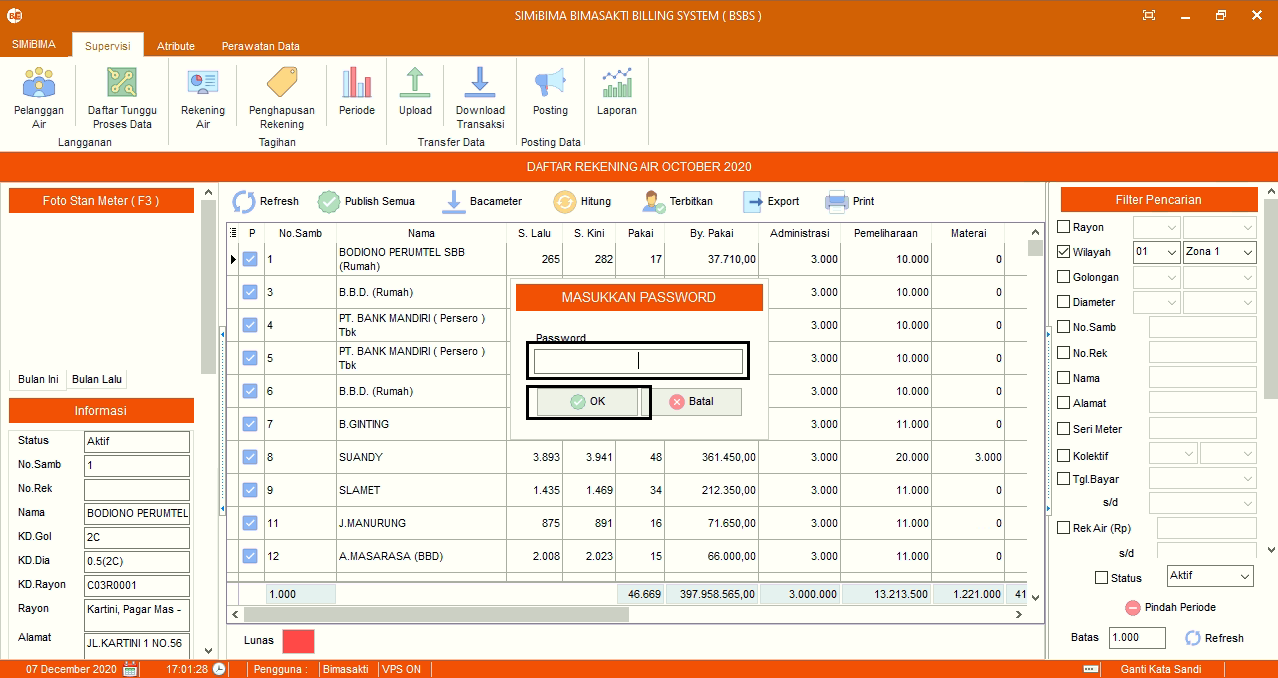 SIMiBIMA BIMASAKTI BILLING SYSTEM ( BSBS )
SIMiBIMA Supervisi Atribute Perawatan Data
Pelanggan Air
Daftar Tunggu Proses Data
Rekening Air
Penghapusan Rekening
Periode
Upload
Download Transaksi
Posting
Laporan
Langganan Tagihan Transfer Data Posting Data
DAFTAR REKENING AIR OCTOBER 2020
Foto Stan Meter ( F3 )
Bulan Ini Bulan Lalu
Informasi
Status Aktif
No.Samb 1
No.Rek
Nama BODIONO PERUMTEL
KD.Gol 2C
KD.Dia 0.5(2C)
KD.Rayon C03R0001
Rayon Kartini, Pagar Mas -
Alamat JL.KARTINI 1 NO.56
Refresh Publish Semua Bacameter Hitung Terbitkan Export Print
P No.Samb Nama S. Lalu S. Kini Pakai By. Pakai Administrasi Pemeliharaan Materai
1 BODIONO PERUMTEL SBB (Rumah) 265 282 17 37.710,00 3.000 10.000 0
3 B.B.D. (Rumah) 3.000 10.000 0
4 PT. BANK MANDIRI ( Persero ) Tbk 3.000 10.000 0
5 PT. BANK MANDIRI ( Persero ) Tbk 3.000 10.000 0
6 B.B.D. (Rumah) 3.000 10.000 0
7 B.GINTING 3.000 11.000 0
8 SUANDY 3.893 3.941 48 361.450,00 3.000 20.000 3.000
9 SLAMET 1.435 1.469 34 212.350,00 3.000 11.000 0
11 J.MANURUNG 875 891 16 71.650,00 3.000 11.000 0
12 A.MASARASA (BBD) 2.008 2.023 15 66.000,00 3.000 11.000 0
1.000 46.669 397.958.565,00 3.000.000 13.213.500 1.221.000 41
Lunas
MASUKKAN PASSWORD
Password
OK Batal
Filter Pencarian
Rayon
Wilayah 01 Zona 1
Golongan
Diameter
No.Samb
No.Rek
Nama
Alamat
Seri Meter
Kolektif
Tgl.Bayar
s/d
Rek Air (Rp)
s/d
Status Aktif
Pindah Periode
Batas 1.000 Refresh
07 December 2020 17:01:28 Pengguna : Bimasakti VPS ON Ganti Kata Sandi